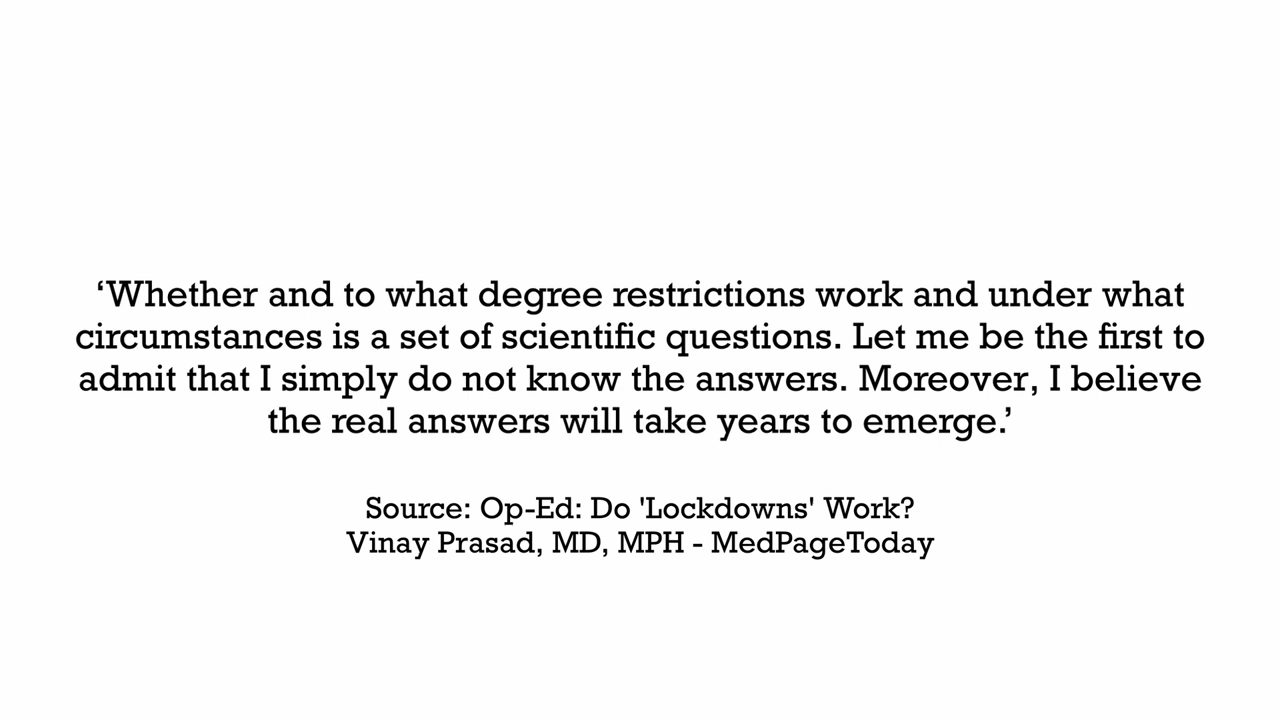 ‘Whether and to what degree restrictions work and under what
circumstances is a set of scientific questions. Let me be the first to
admit that I simply do not know the answers. Moreover, I believe
the real answers will take years to emerge.’
Source: Op-Ed: Do 'Lockdowns' Work?
Vinay Prasad, MD, MPH - MedPageToday